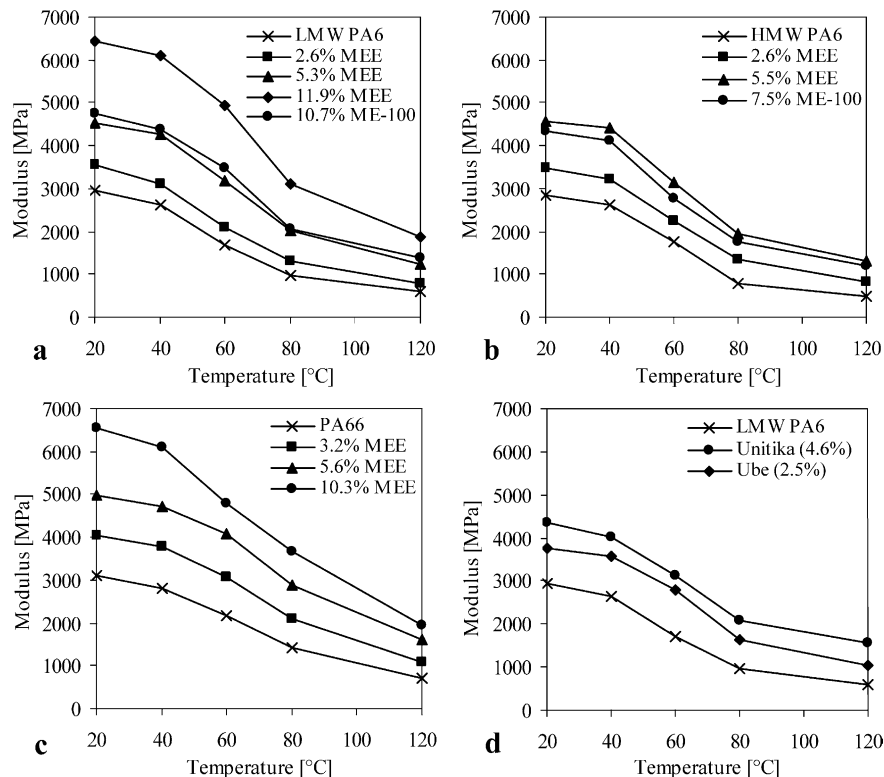 7000
6000
5000
4000
3000
2000
1000
0
Modulus [MPa]
LMW PA6
2.6% MEE
5.3% MEE
11.9% MEE
10.7% ME-100
20 40 60 80 100 120
Temperature [°C]
a
7000
6000
5000
4000
3000
2000
1000
0
Modulus [MPa]
HMW PA6
2.6% MEE
5.5% MEE
7.5% ME-100
20 40 60 80 100 120
Temperature [°C]
b
7000
6000
5000
4000
3000
2000
1000
0
Modulus [MPa]
PA66
3.2% MEE
5.6% MEE
10.3% MEE
20 40 60 80 100 120
Temperature [°C]
c
7000
6000
5000
4000
3000
2000
1000
0
Modulus [MPa]
LMW PA6
Unitika (4.6%)
Ube (2.5%)
20 40 60 80 100 120
Temperature [°C]
d